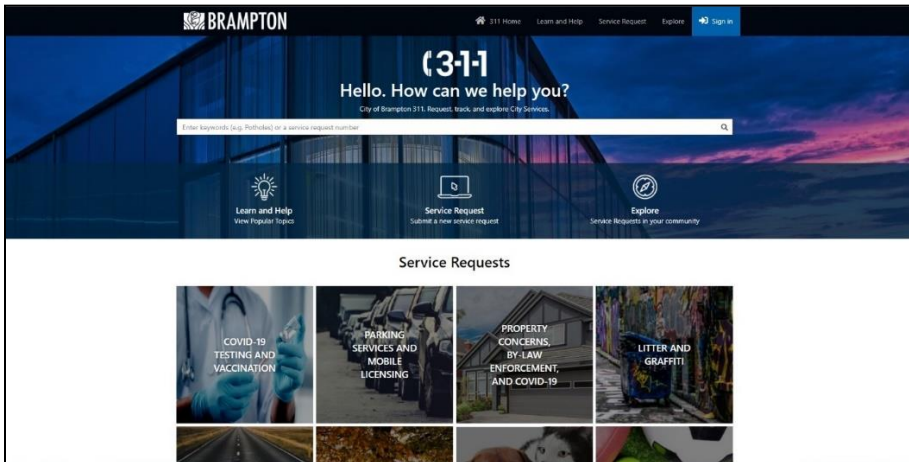 BRAMPTON
311 Home Learn and Help Service Request Explore Sign in
3-1-1
Hello. How can we help you?
City of Brampton 311. Request, track, and explore City Services.
Enter keywords (e.g. Potholes) or a service request number
Learn and Help
View Popular Topics
Service Request
Submit a new service request
Explore
Service Requests in your community
Service Requests
COVID-19
TESTING AND
VACCINATION
PARKING
SERVICES AND
MOBILE
LICENSING
PROPERTY
CONCERNS,
BY-LAW
ENFORCEMENT,
AND COVID-19
LITTER AND
GRAFFITI